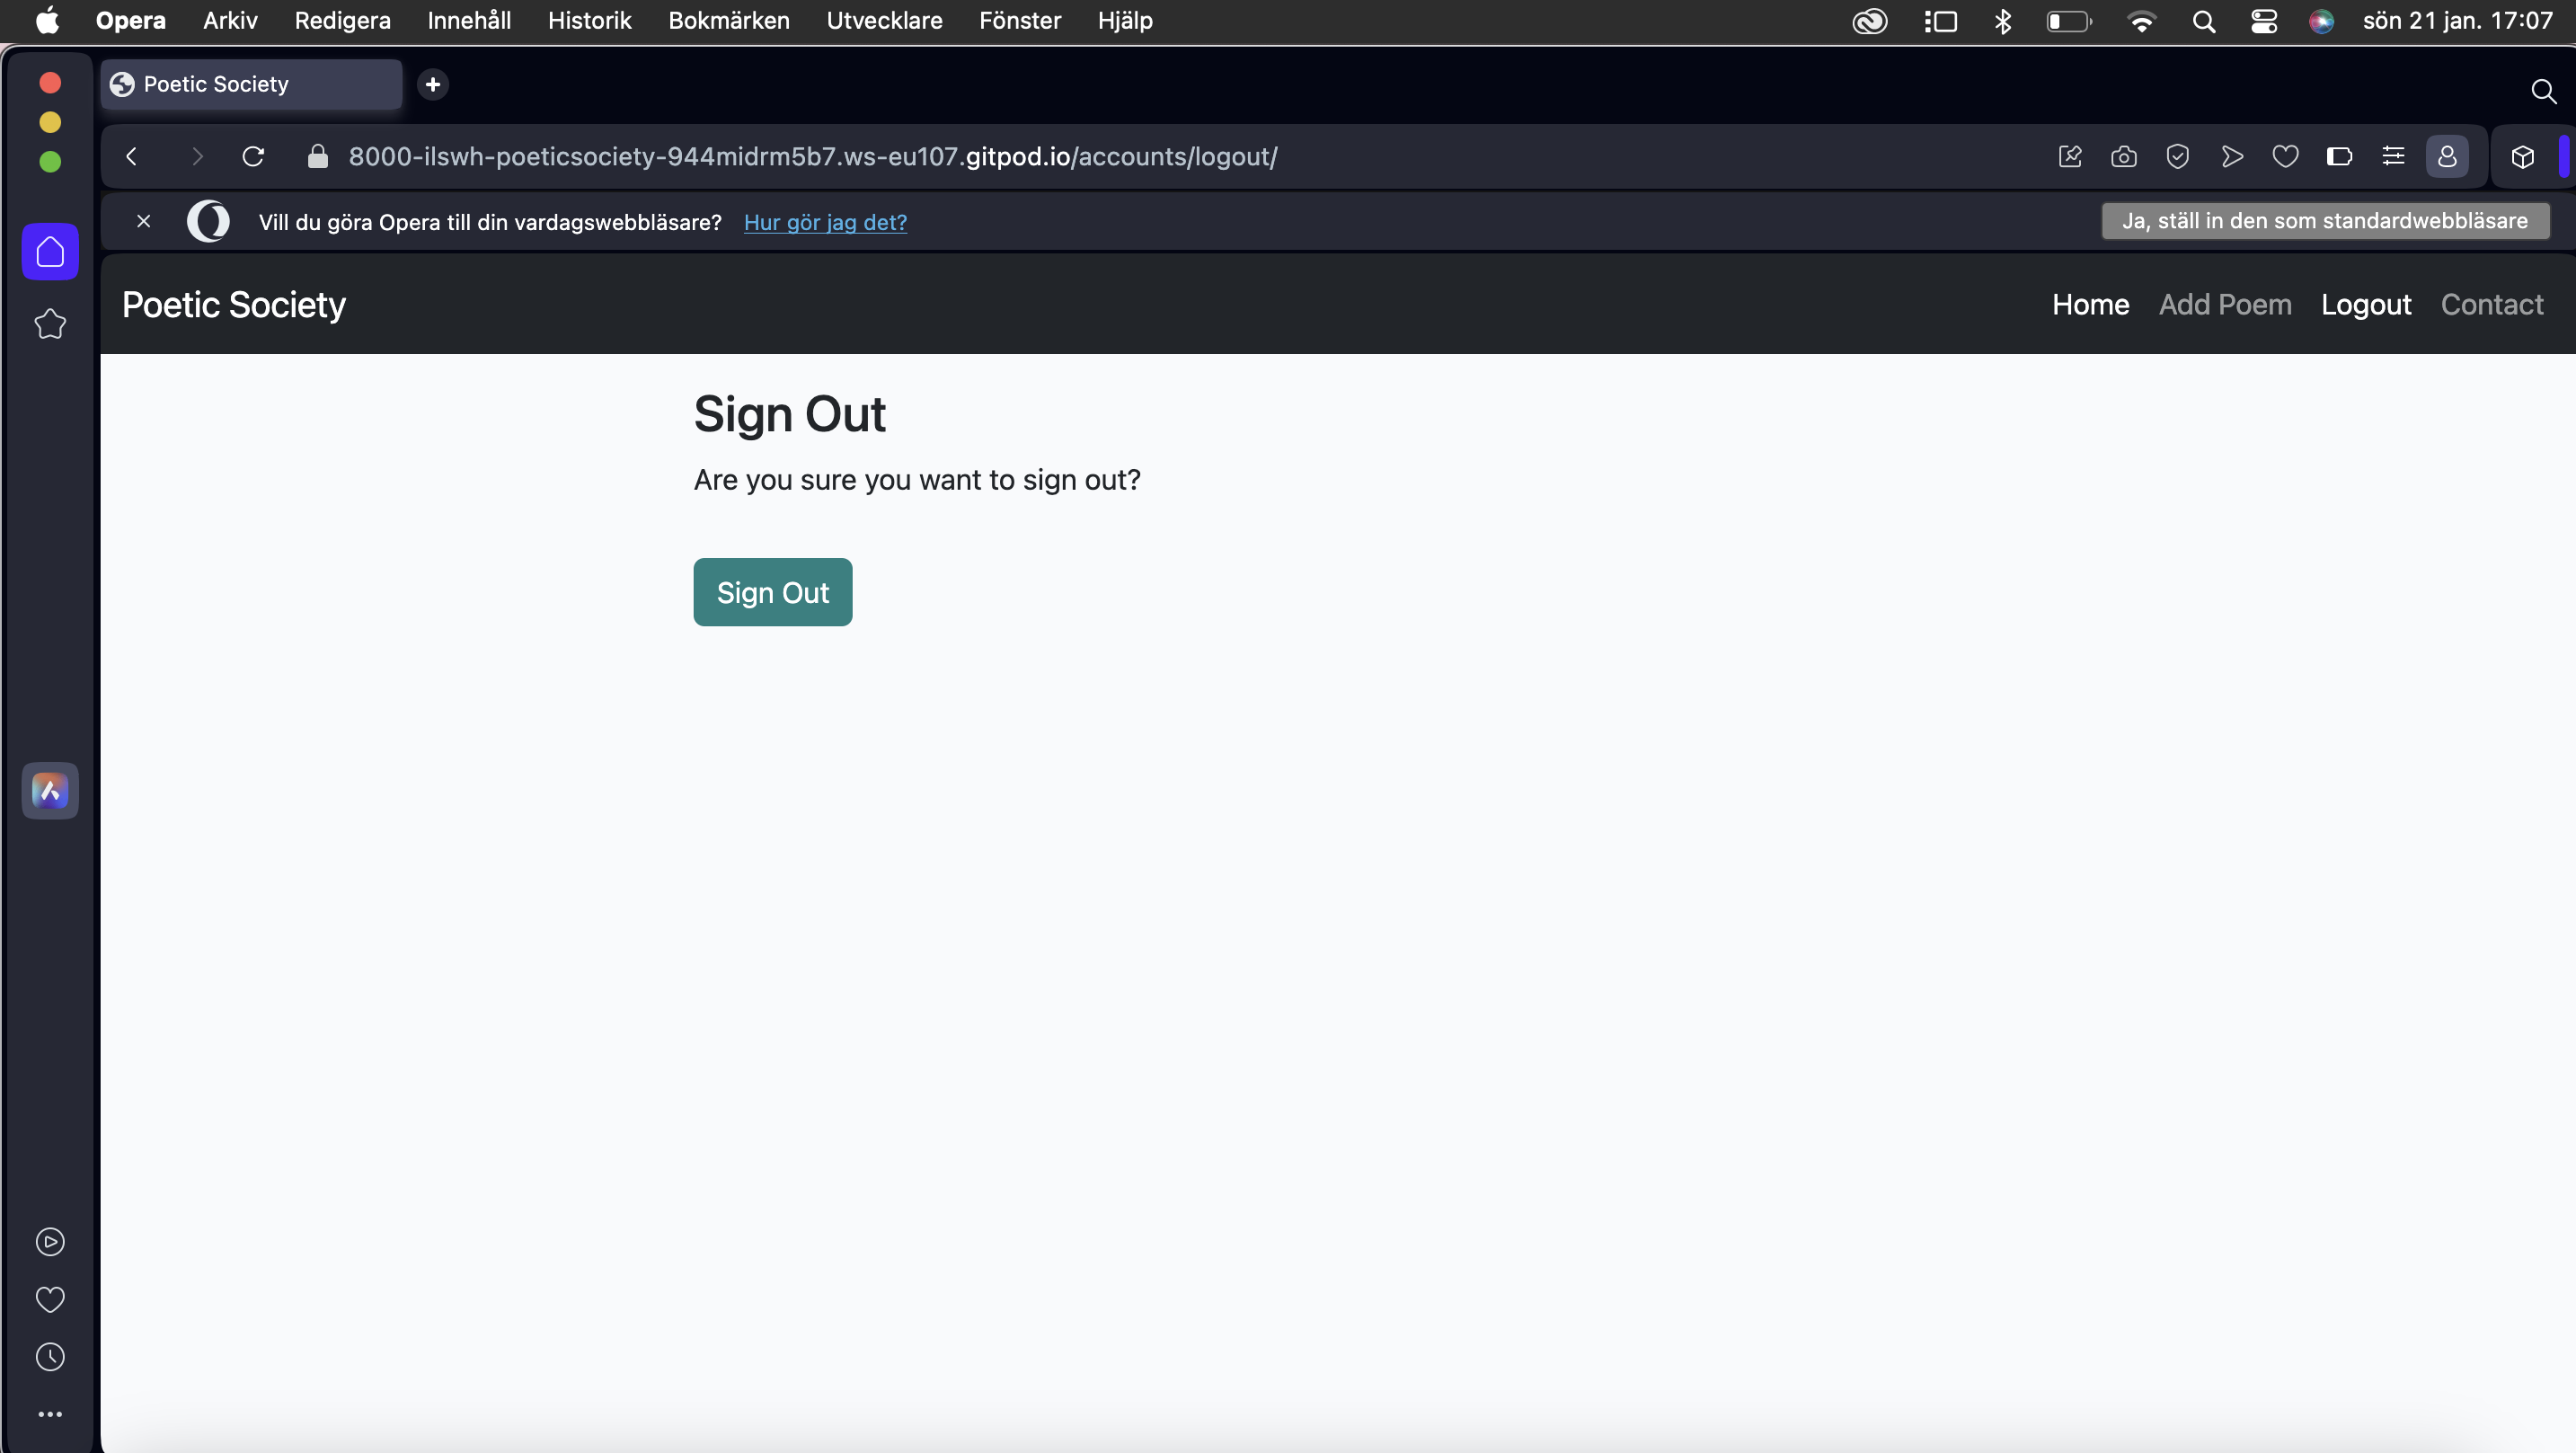 Opera Arkiv Redigera Innehåll Historik Bokmärken Utvecklare Fönster Hjälp sön 21 jan. 17:07
Poetic Society
8000-ilswh-poeticsociety-944midrm5b7.ws-eu107.gitpod.io/accounts/logout/
Vill du göra Opera till din vardagswebbläsare? Hur gör jag det? Ja, ställ in den som standardwebbläsare
Poetic Society Home Add Poem Logout Contact
Sign Out
Are you sure you want to sign out?
Sign Out